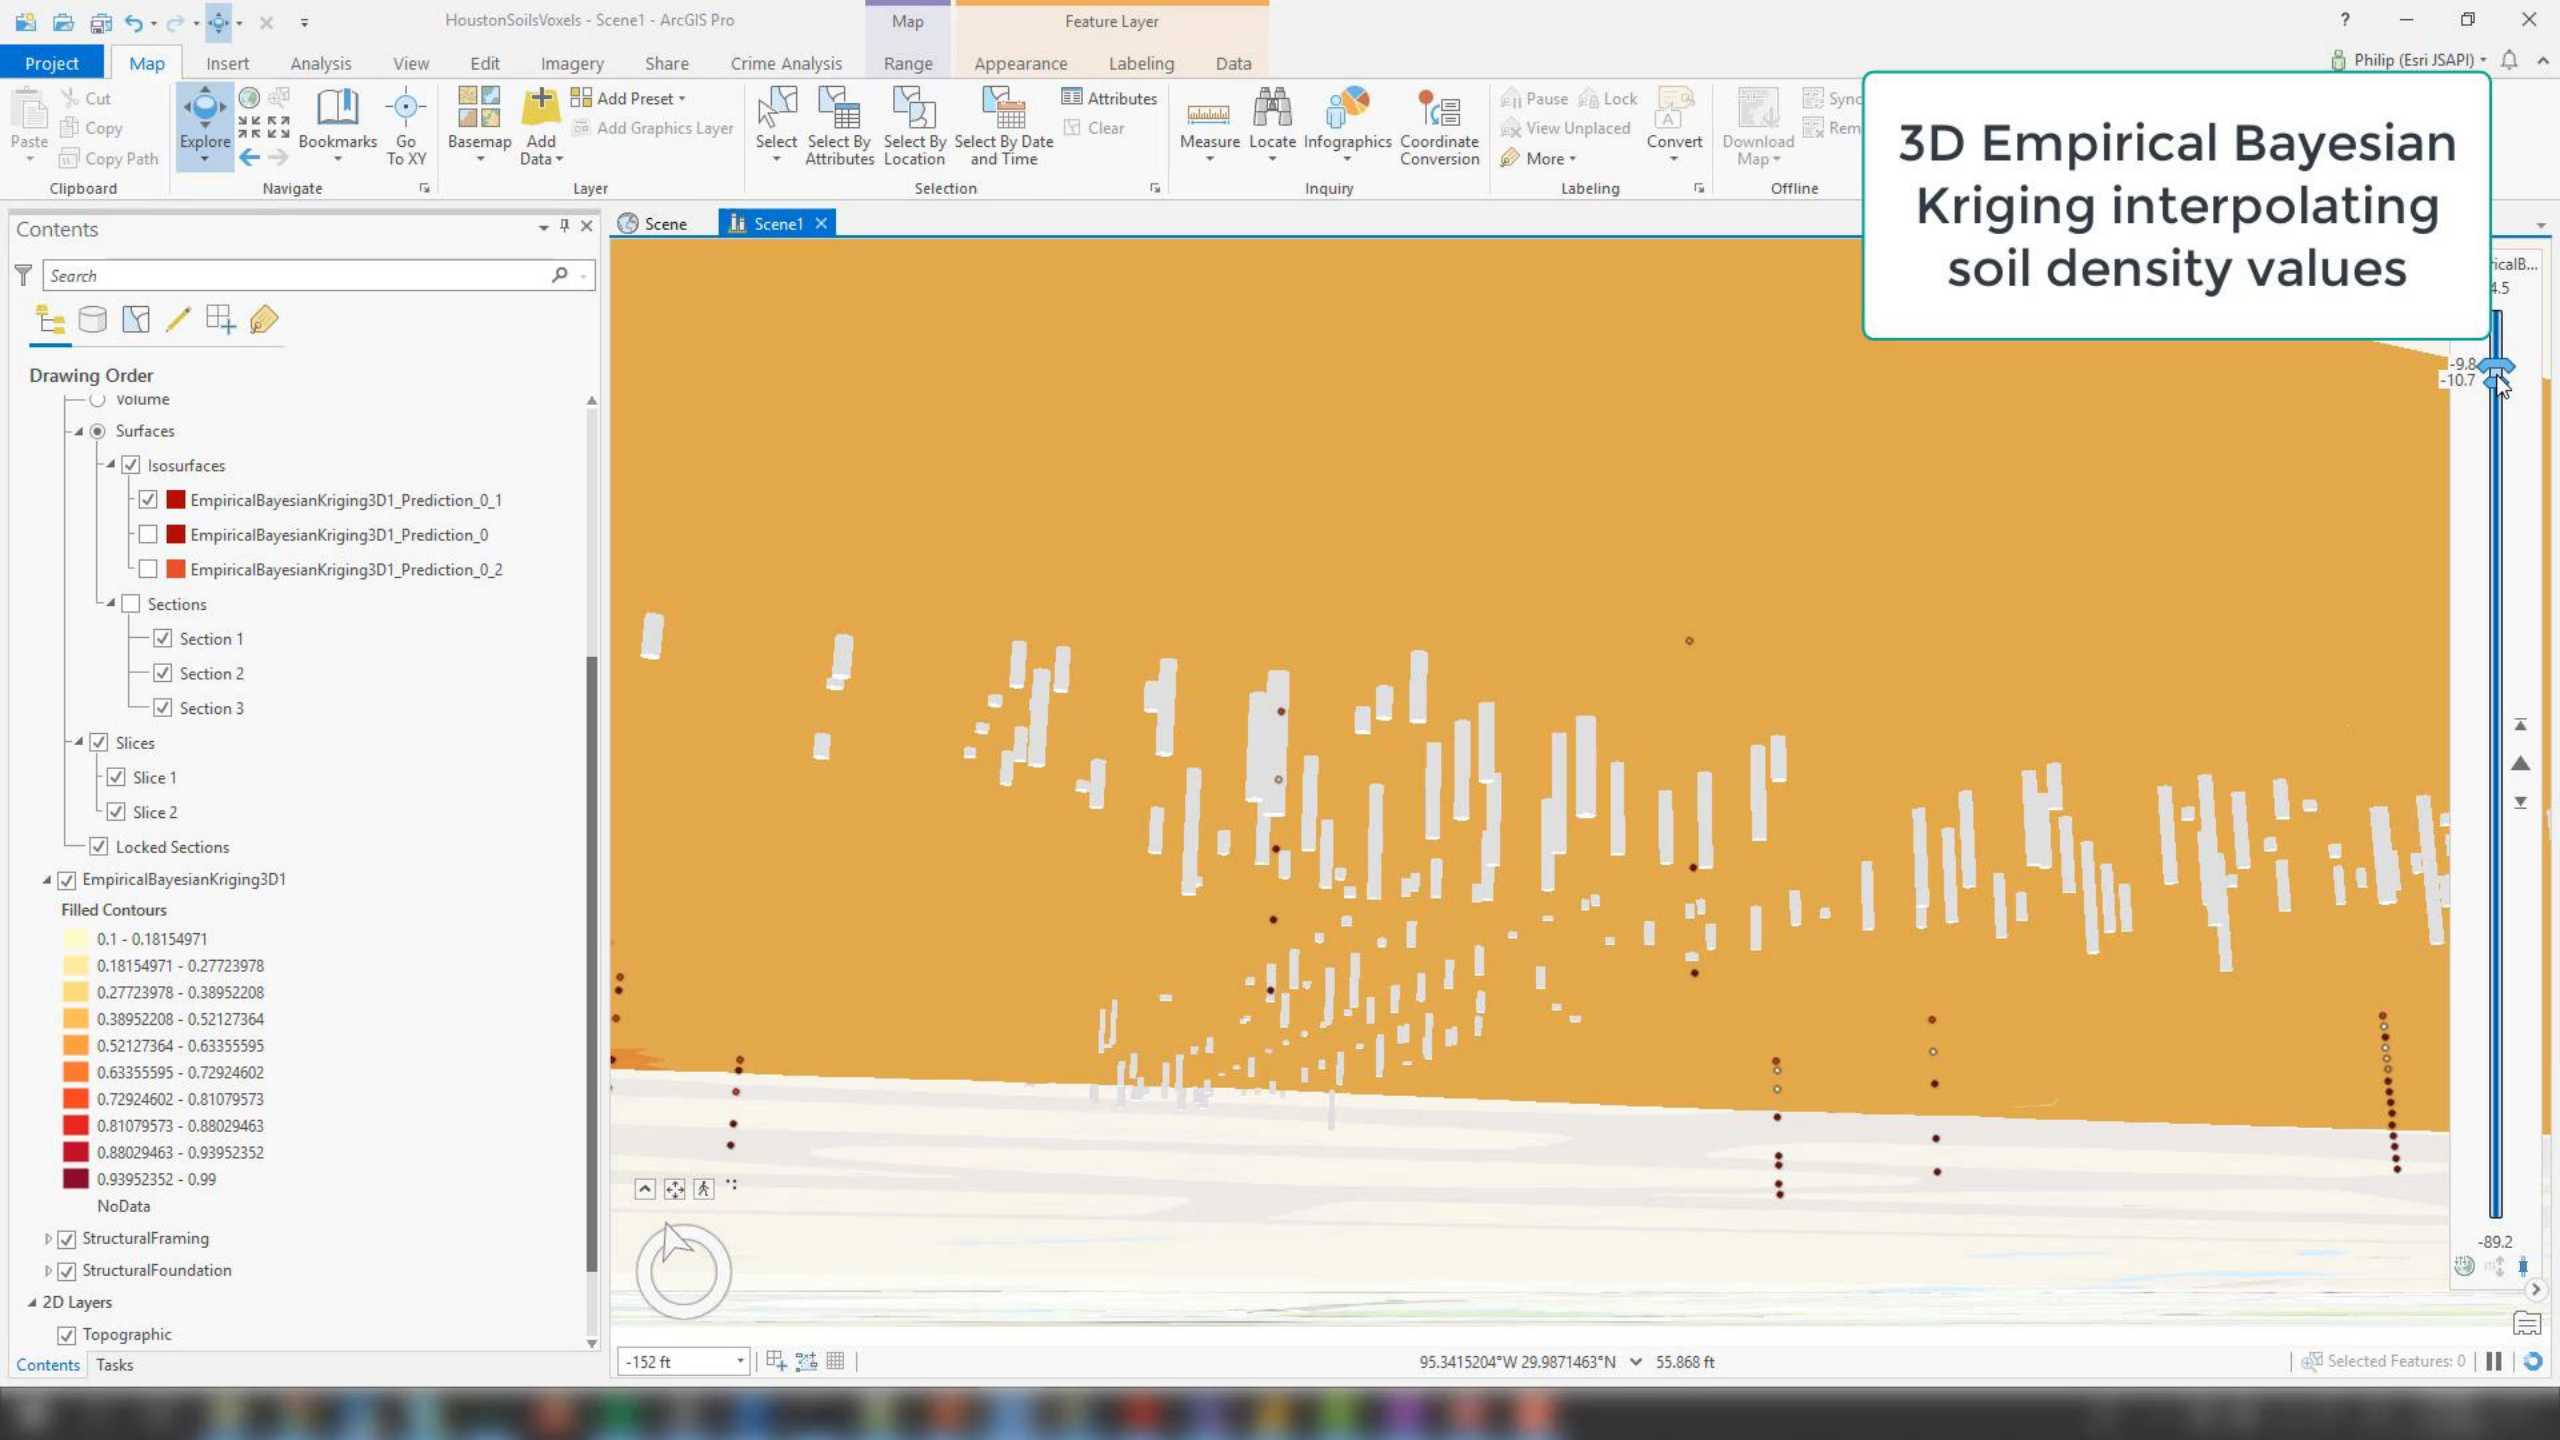 HoustonSoilsVoxels - Scene1 - ArcGIS Pro
Map
Feature Layer
Project
Map
Insert
Analysis
View
Edit
Imagery
Share
Crime Analysis
Range
Appearance
Labeling
Data
Philip (Esri JSAPI)
Paste
Cut
Copy
Copy Path
Clipboard
Explore
Bookmarks
Go
To XY
Navigate
Basemap
Add
Data
Add Preset
Add Graphics Layer
Layer
Select
Select By
Attributes
Select By
Location
Select By Date
and Time
Attributes
Clear
Selection
Measure
Locate
Infographics
Coordinate
Conversion
Inquiry
Pause
Lock
View Unplaced
More
Convert
Labeling
Download
Map
Sync
Rem
Offline
3D Empirical Bayesian
Kriging interpolating
soil density values
Contents
Search
Drawing Order
Volume
Surfaces
Isosurfaces
EmpiricalBayesianKriging3D1_Prediction_0_1
EmpiricalBayesianKriging3D1_Prediction_0
EmpiricalBayesianKriging3D1_Prediction_0_2
Sections
Section 1
Section 2
Section 3
Slices
Slice 1
Slice 2
Locked Sections
EmpiricalBayesianKriging3D1
Filled Contours
0.1 - 0.18154971
0.18154971 - 0.27723978
0.27723978 - 0.38952208
0.38952208 - 0.52127364
0.52127364 - 0.63355595
0.63355595 - 0.72924602
0.72924602 - 0.81079573
0.81079573 - 0.88029463
0.88029463 - 0.93952352
0.93952352 - 0.99
NoData
StructuralFraming
StructuralFoundation
2D Layers
Topographic
Contents
Tasks
Scene
Scene1
icalB...
4.5
-9.8
-10.7
-89.2
-152 ft
95.3415204°W 29.9871463°N
55.868 ft
Selected Features: 0